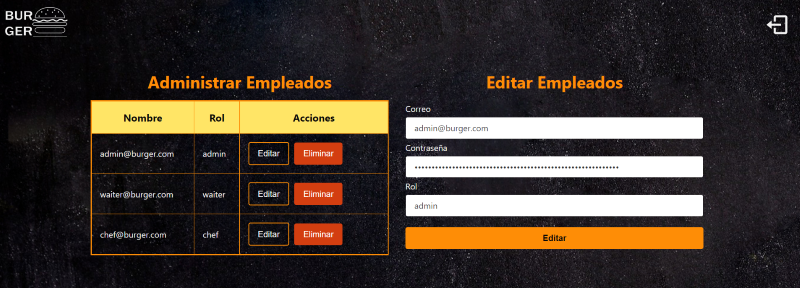 BUR
GER
Administrar Empleados
Nombre Rol Acciones
admin@burger.com admin Editar Eliminar
waiter@burger.com waiter Editar Eliminar
chef@burger.com chef Editar Eliminar
Editar Empleados
Correo
admin@burger.com
Contraseña
••••••••••••••••••••••••••••••••••••••••••••••••••••••••••••
Rol
admin
Editar